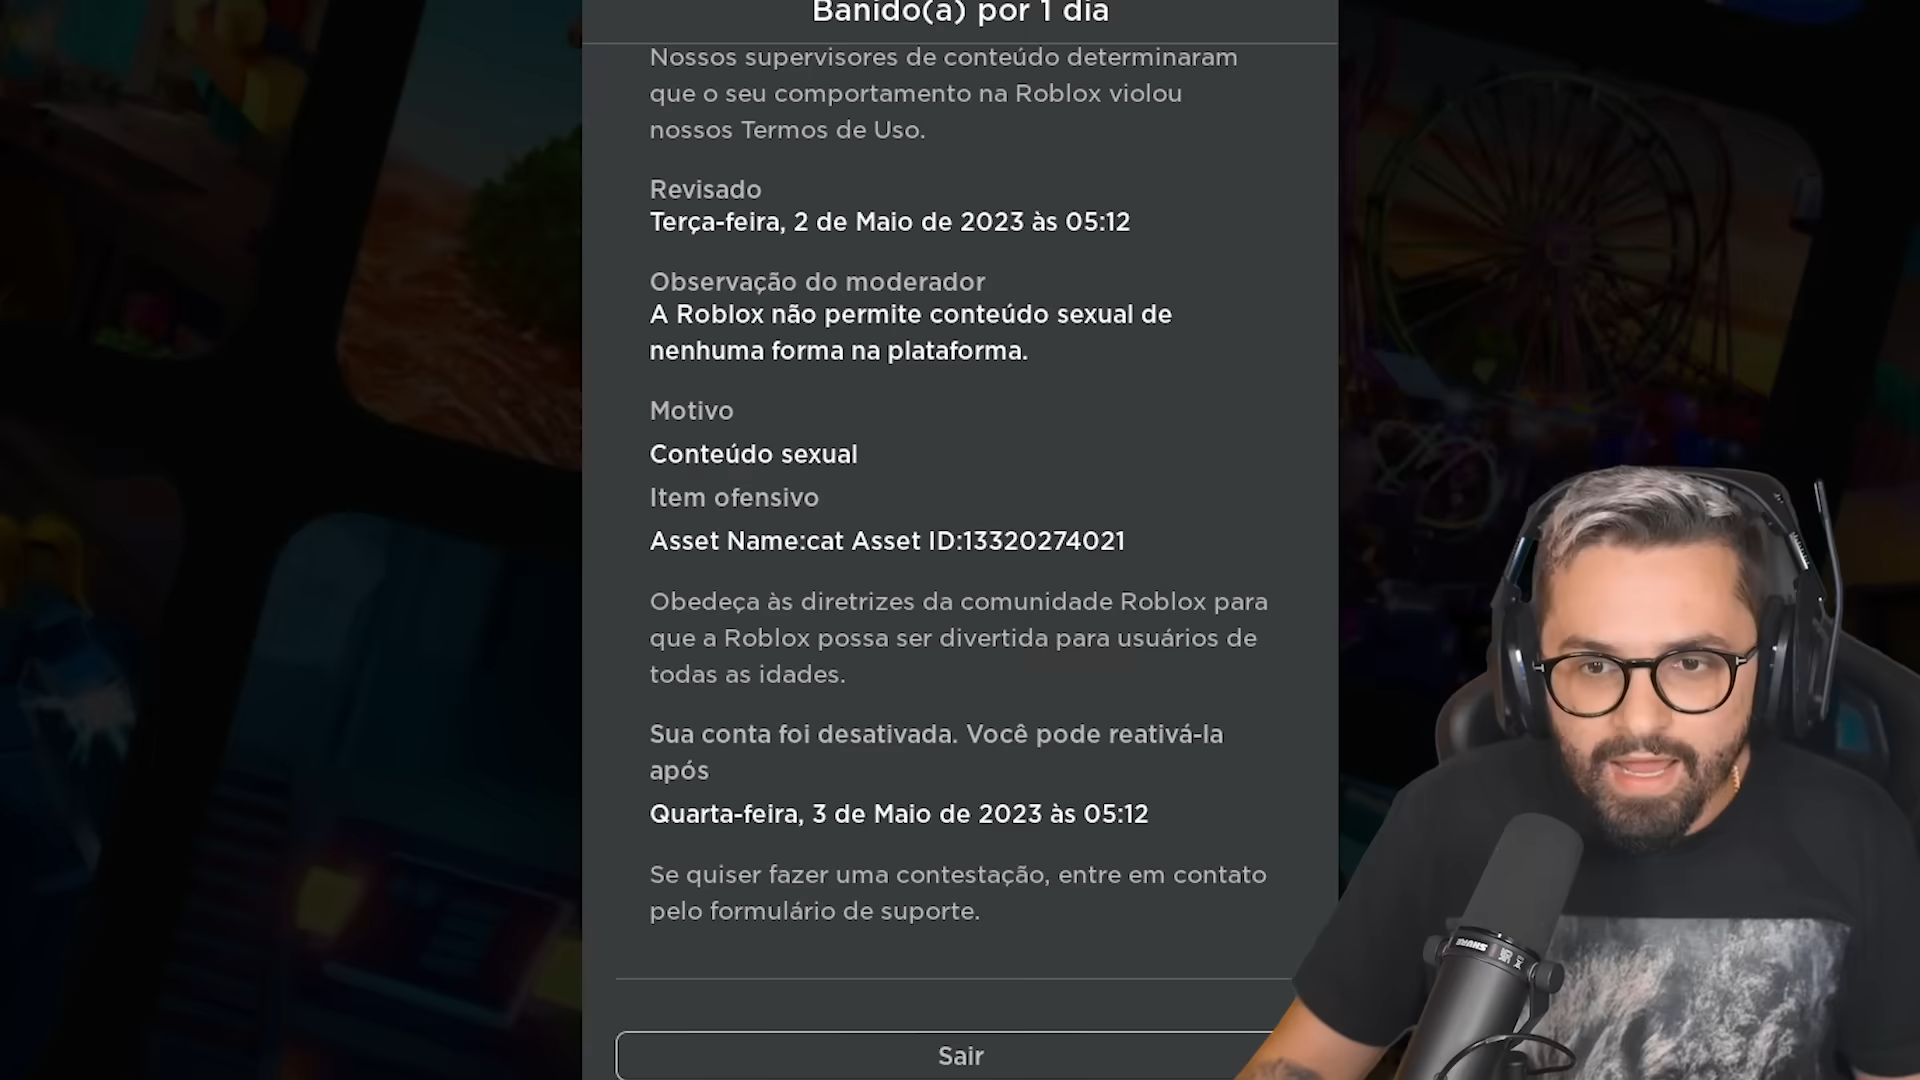 Banido(a) por 1 dia
Nossos supervisores de conteúdo determinaram
que o seu comportamento na Roblox violou
nossos Termos de Uso.
Revisado
Terça-feira, 2 de Maio de 2023 às 05:12
Observação do moderador
A Roblox não permite conteúdo sexual de
nenhuma forma na plataforma.
Motivo
Conteúdo sexual
Item ofensivo
Asset Name:cat Asset ID:13320274021
Obedeça às diretrizes da comunidade Roblox para
que a Roblox possa ser divertida para usuários de
todas as idades.
Sua conta foi desativada. Você pode reativá-la
após
Quarta-feira, 3 de Maio de 2023 às 05:12
Se quiser fazer uma contestação, entre em contato
pelo formulário de suporte.
Sair
SHURE